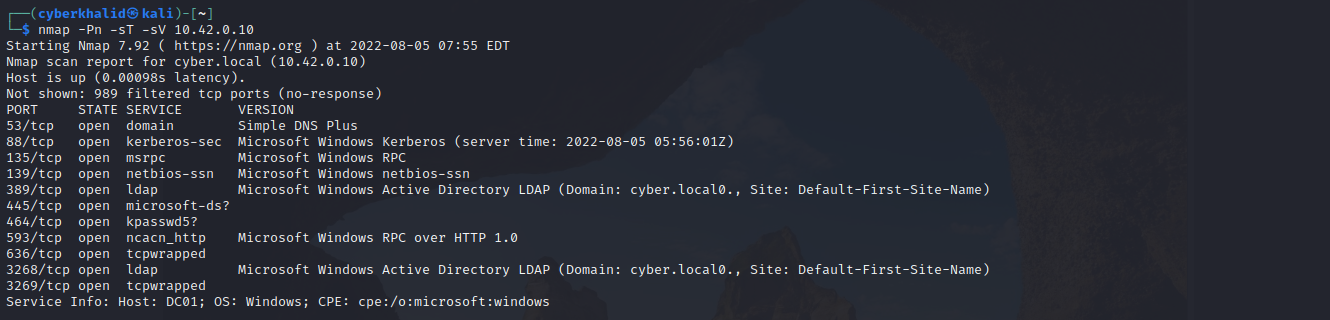 ┌──(cyberkhalid㉿kali)-[~]
└─$ nmap -Pn -sT -sV 10.42.0.10
Starting Nmap 7.92 ( https://nmap.org ) at 2022-08-05 07:55 EDT
Nmap scan report for cyber.local (10.42.0.10)
Host is up (0.00098s latency).
Not shown: 989 filtered tcp ports (no-response)
PORT     STATE SERVICE       VERSION
53/tcp   open  domain        Simple DNS Plus
88/tcp   open  kerberos-sec  Microsoft Windows Kerberos (server time: 2022-08-05 05:56:01Z)
135/tcp  open  msrpc         Microsoft Windows RPC
139/tcp  open  netbios-ssn   Microsoft Windows netbios-ssn
389/tcp  open  ldap          Microsoft Windows Active Directory LDAP (Domain: cyber.local0., Site: Default-First-Site-Name)
445/tcp  open  microsoft-ds?
464/tcp  open  kpasswd5?
593/tcp  open  ncacn_http    Microsoft Windows RPC over HTTP 1.0
636/tcp  open  tcpwrapped
3268/tcp open  ldap          Microsoft Windows Active Directory LDAP (Domain: cyber.local0., Site: Default-First-Site-Name)
3269/tcp open  tcpwrapped
Service Info: Host: DC01; OS: Windows; CPE: cpe:/o:microsoft:windows